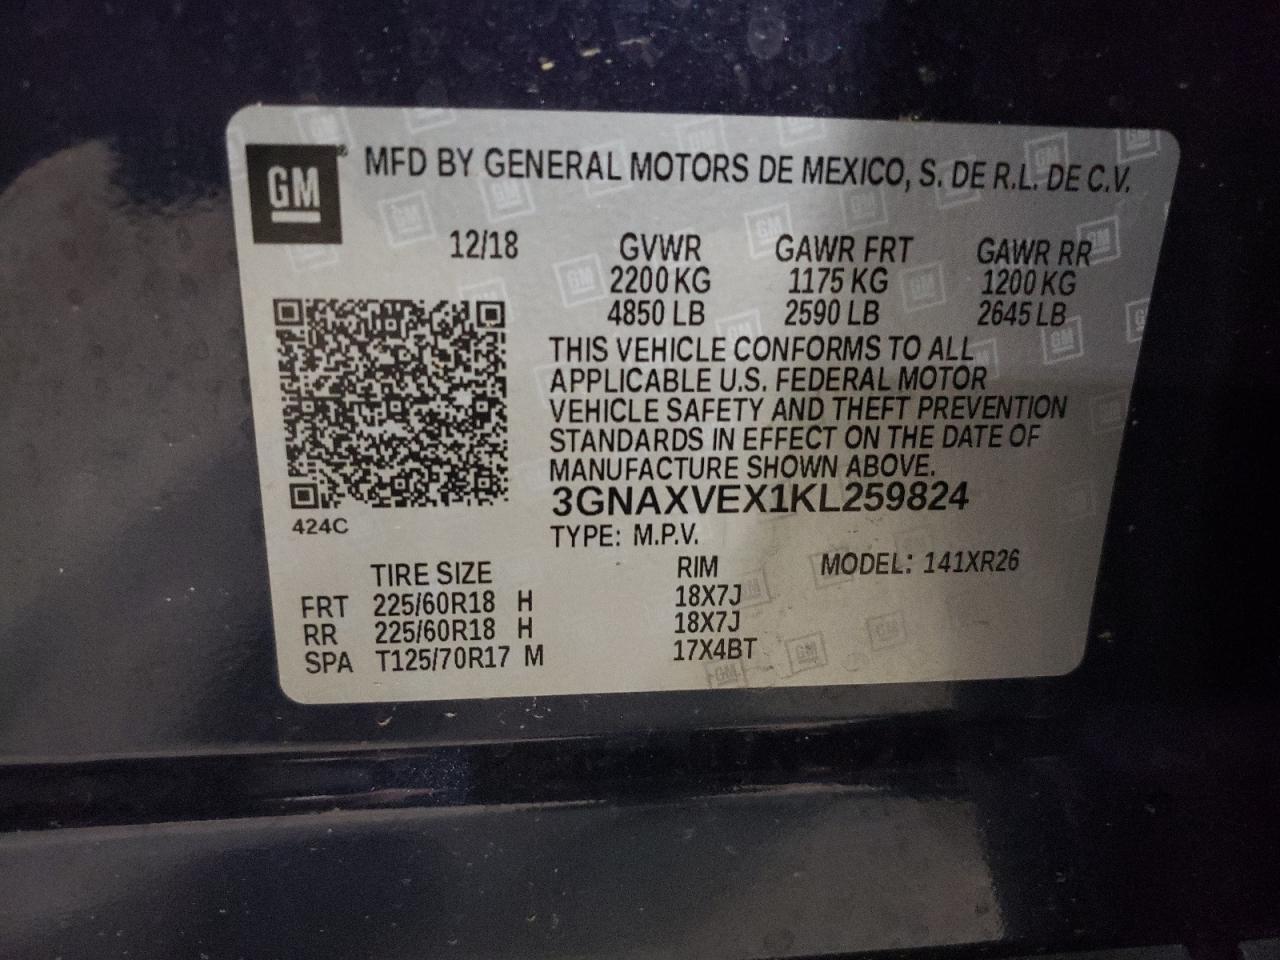 GM
MFD BY GENERAL MOTORS DE MEXICO, S. DE R.L. DE C.V.
12/18 GVWR GAWR FRT GAWR RR
2200 KG 1175 KG 1200 KG
4850 LB 2590 LB 2645 LB
THIS VEHICLE CONFORMS TO ALL
APPLICABLE U.S. FEDERAL MOTOR
VEHICLE SAFETY AND THEFT PREVENTION
STANDARDS IN EFFECT ON THE DATE OF
MANUFACTURE SHOWN ABOVE.
3GNAXVEX1KL259824
424C
TYPE: M.P.V.
TIRE SIZE RIM MODEL: 141XR26
FRT 225/60R18 H 18X7J
RR 225/60R18 H 18X7J
SPA T125/70R17 M 17X4BT